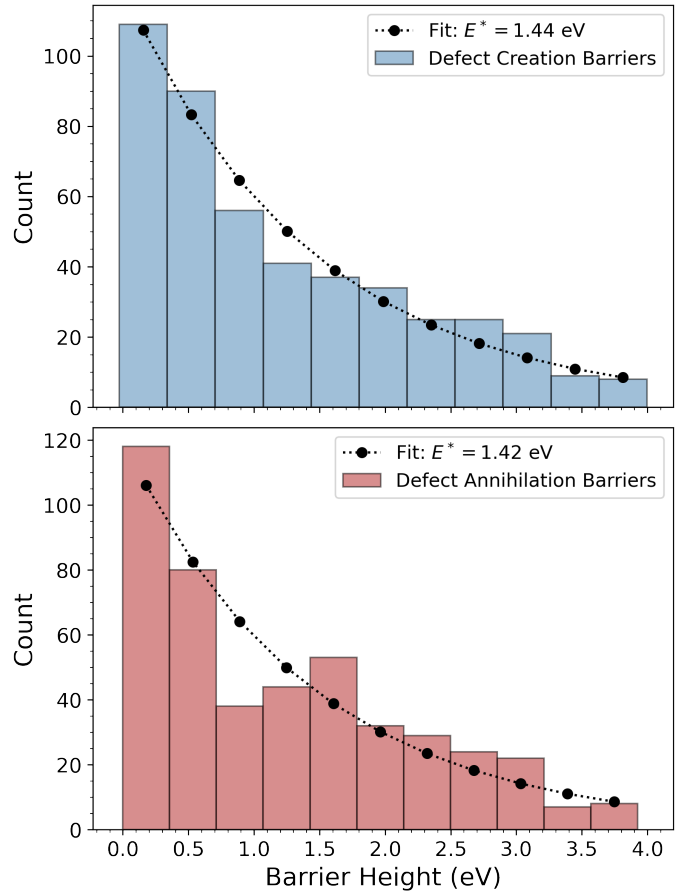 Fit: E* = 1.44 eV
Defect Creation Barriers
100
80
60
40
20
0
Count
Fit: E* = 1.42 eV
Defect Annihilation Barriers
120
100
80
60
40
20
0
Count
0.0 0.5 1.0 1.5 2.0 2.5 3.0 3.5 4.0
Barrier Height (eV)